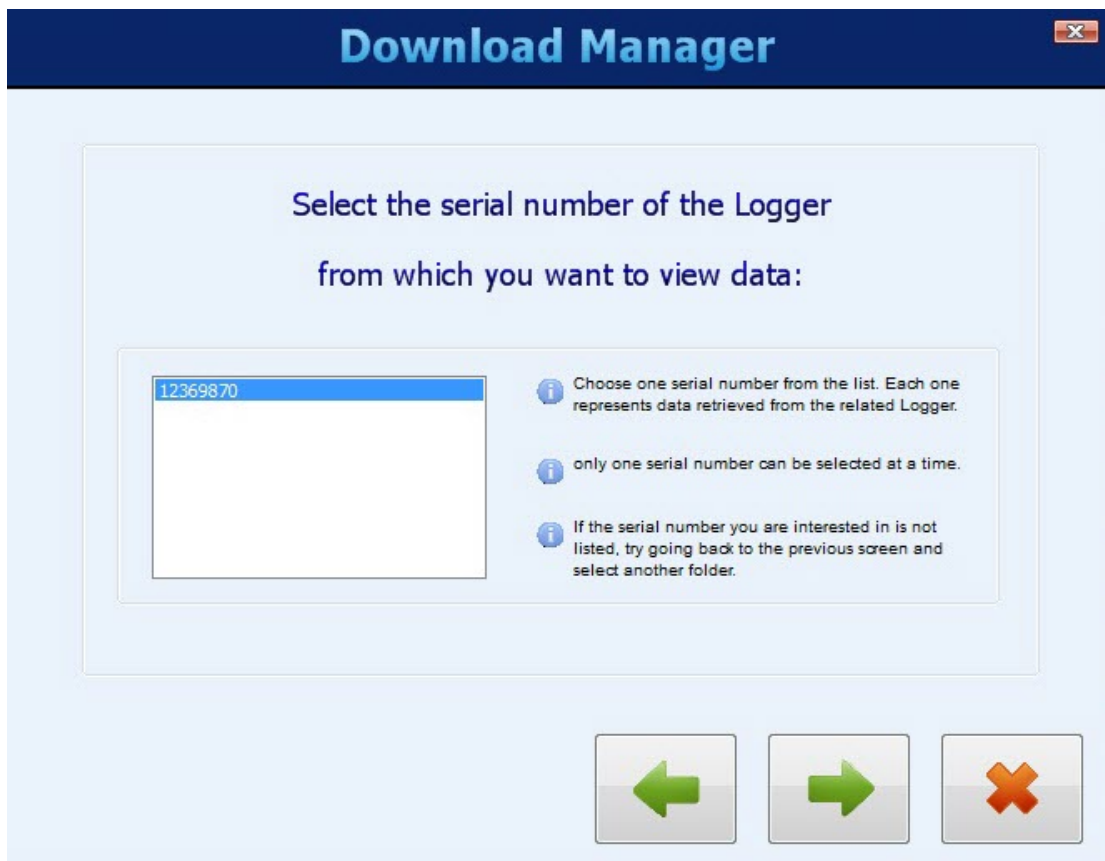 Download Manager
Select the serial number of the Logger
from which you want to view data:
12369870
Choose one serial number from the list. Each one
represents data retrieved from the related Logger.
only one serial number can be selected at a time.
If the serial number you are interested in is not
listed, try going back to the previous screen and
select another folder.